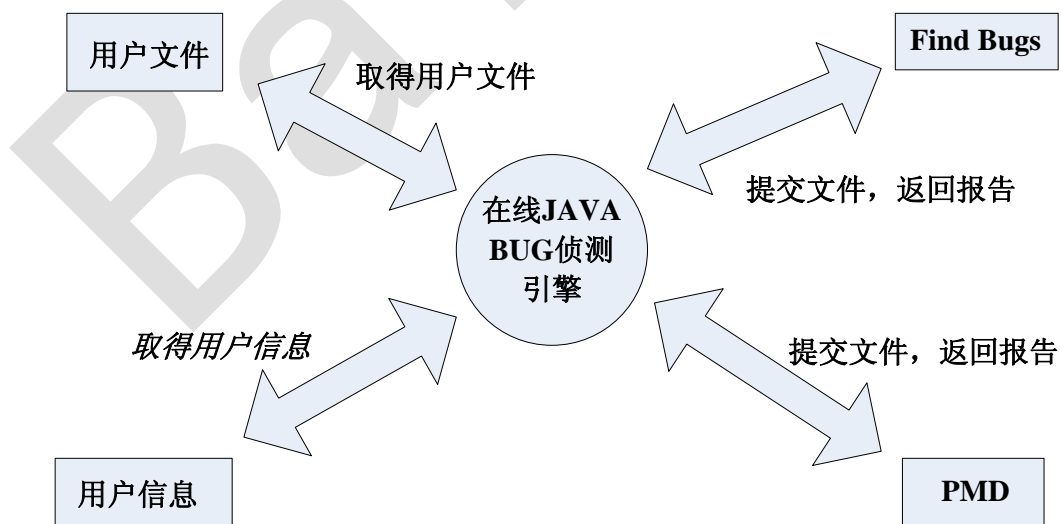 用户文件
Find Bugs
取得用户文件
提交文件，返回报告
在线JAVA
BUG侦测
引擎
取得用户信息
提交文件，返回报告
用户信息
PMD